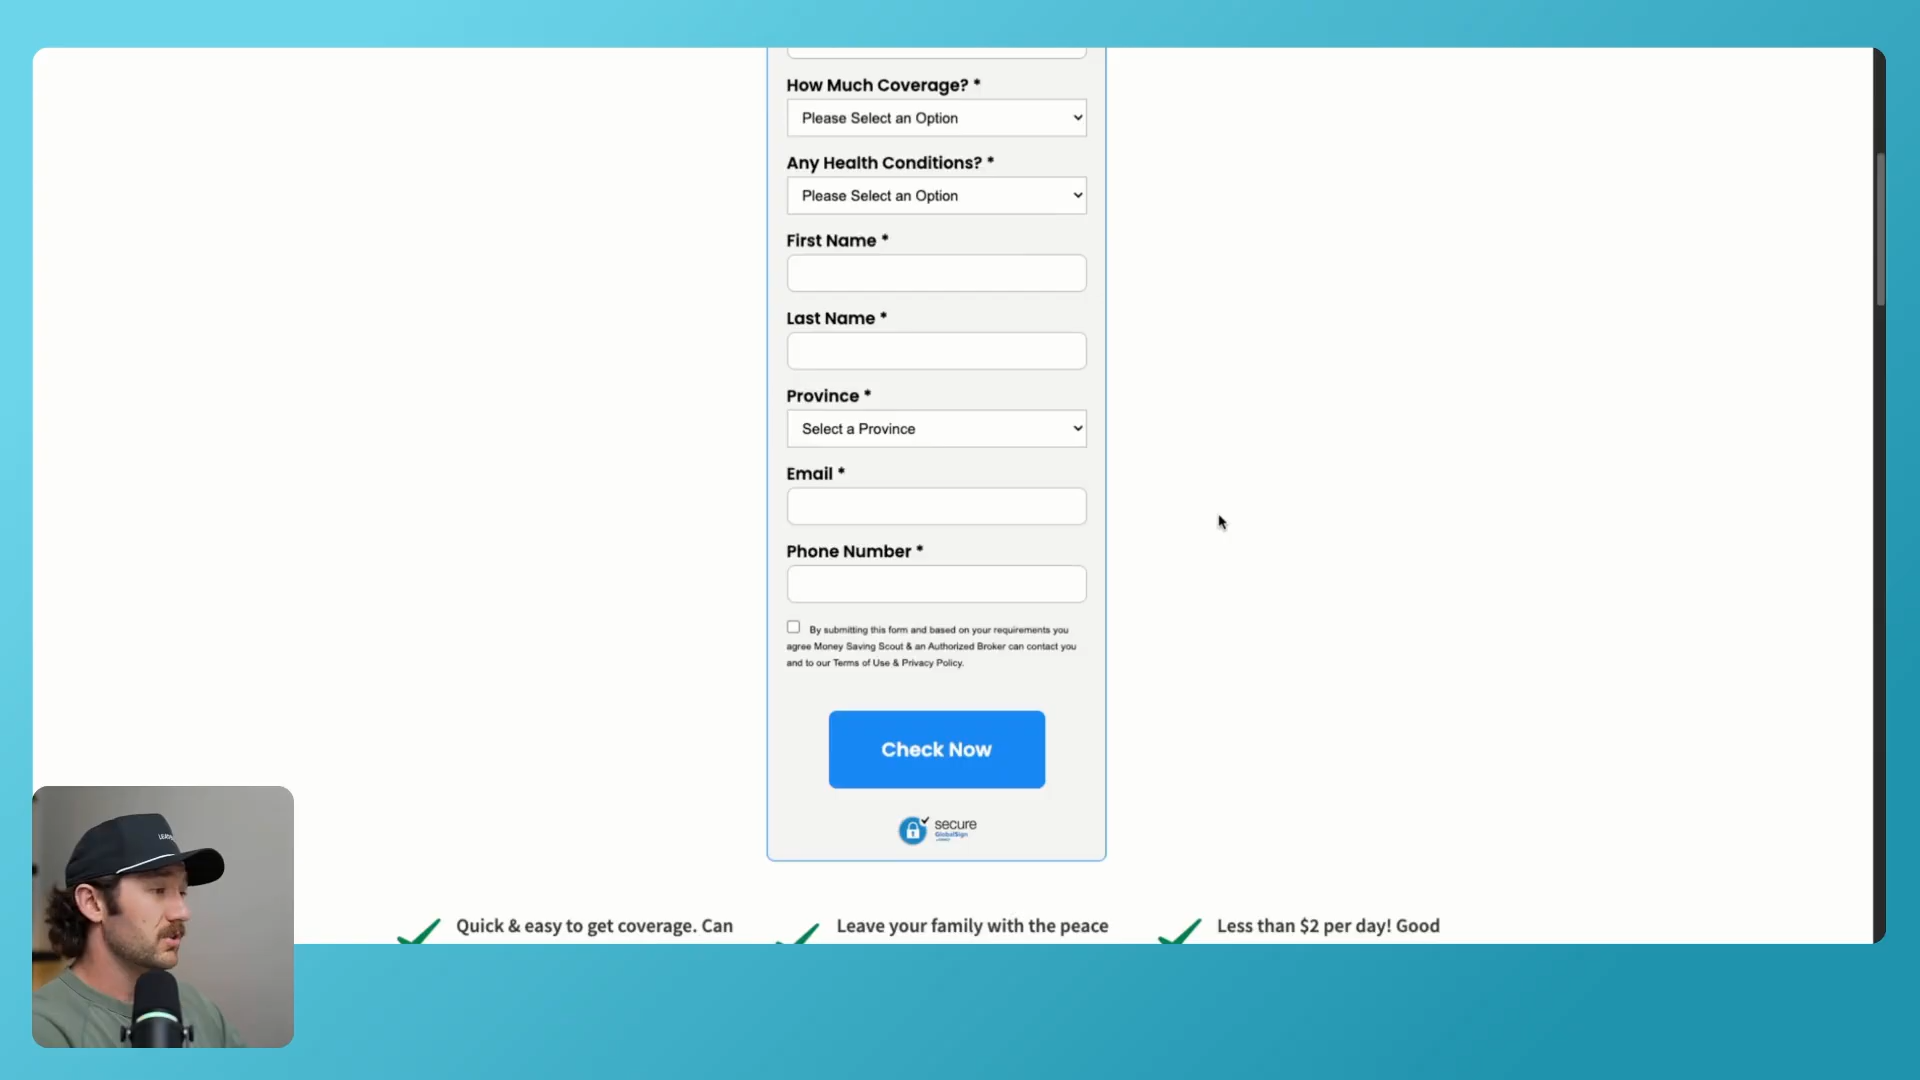 How Much Coverage? *
Please Select an Option
Any Health Conditions? *
Please Select an Option
First Name *
Last Name *
Province *
Select a Province
Email *
Phone Number *
By submitting this form and based on your requirements you
agree Money Saving Scout & an Authorized Broker can contact you
and to our Terms of Use & Privacy Policy.
Check Now
secure
GlobalSign
Quick & easy to get coverage. Can
Leave your family with the peace
Less than $2 per day! Good